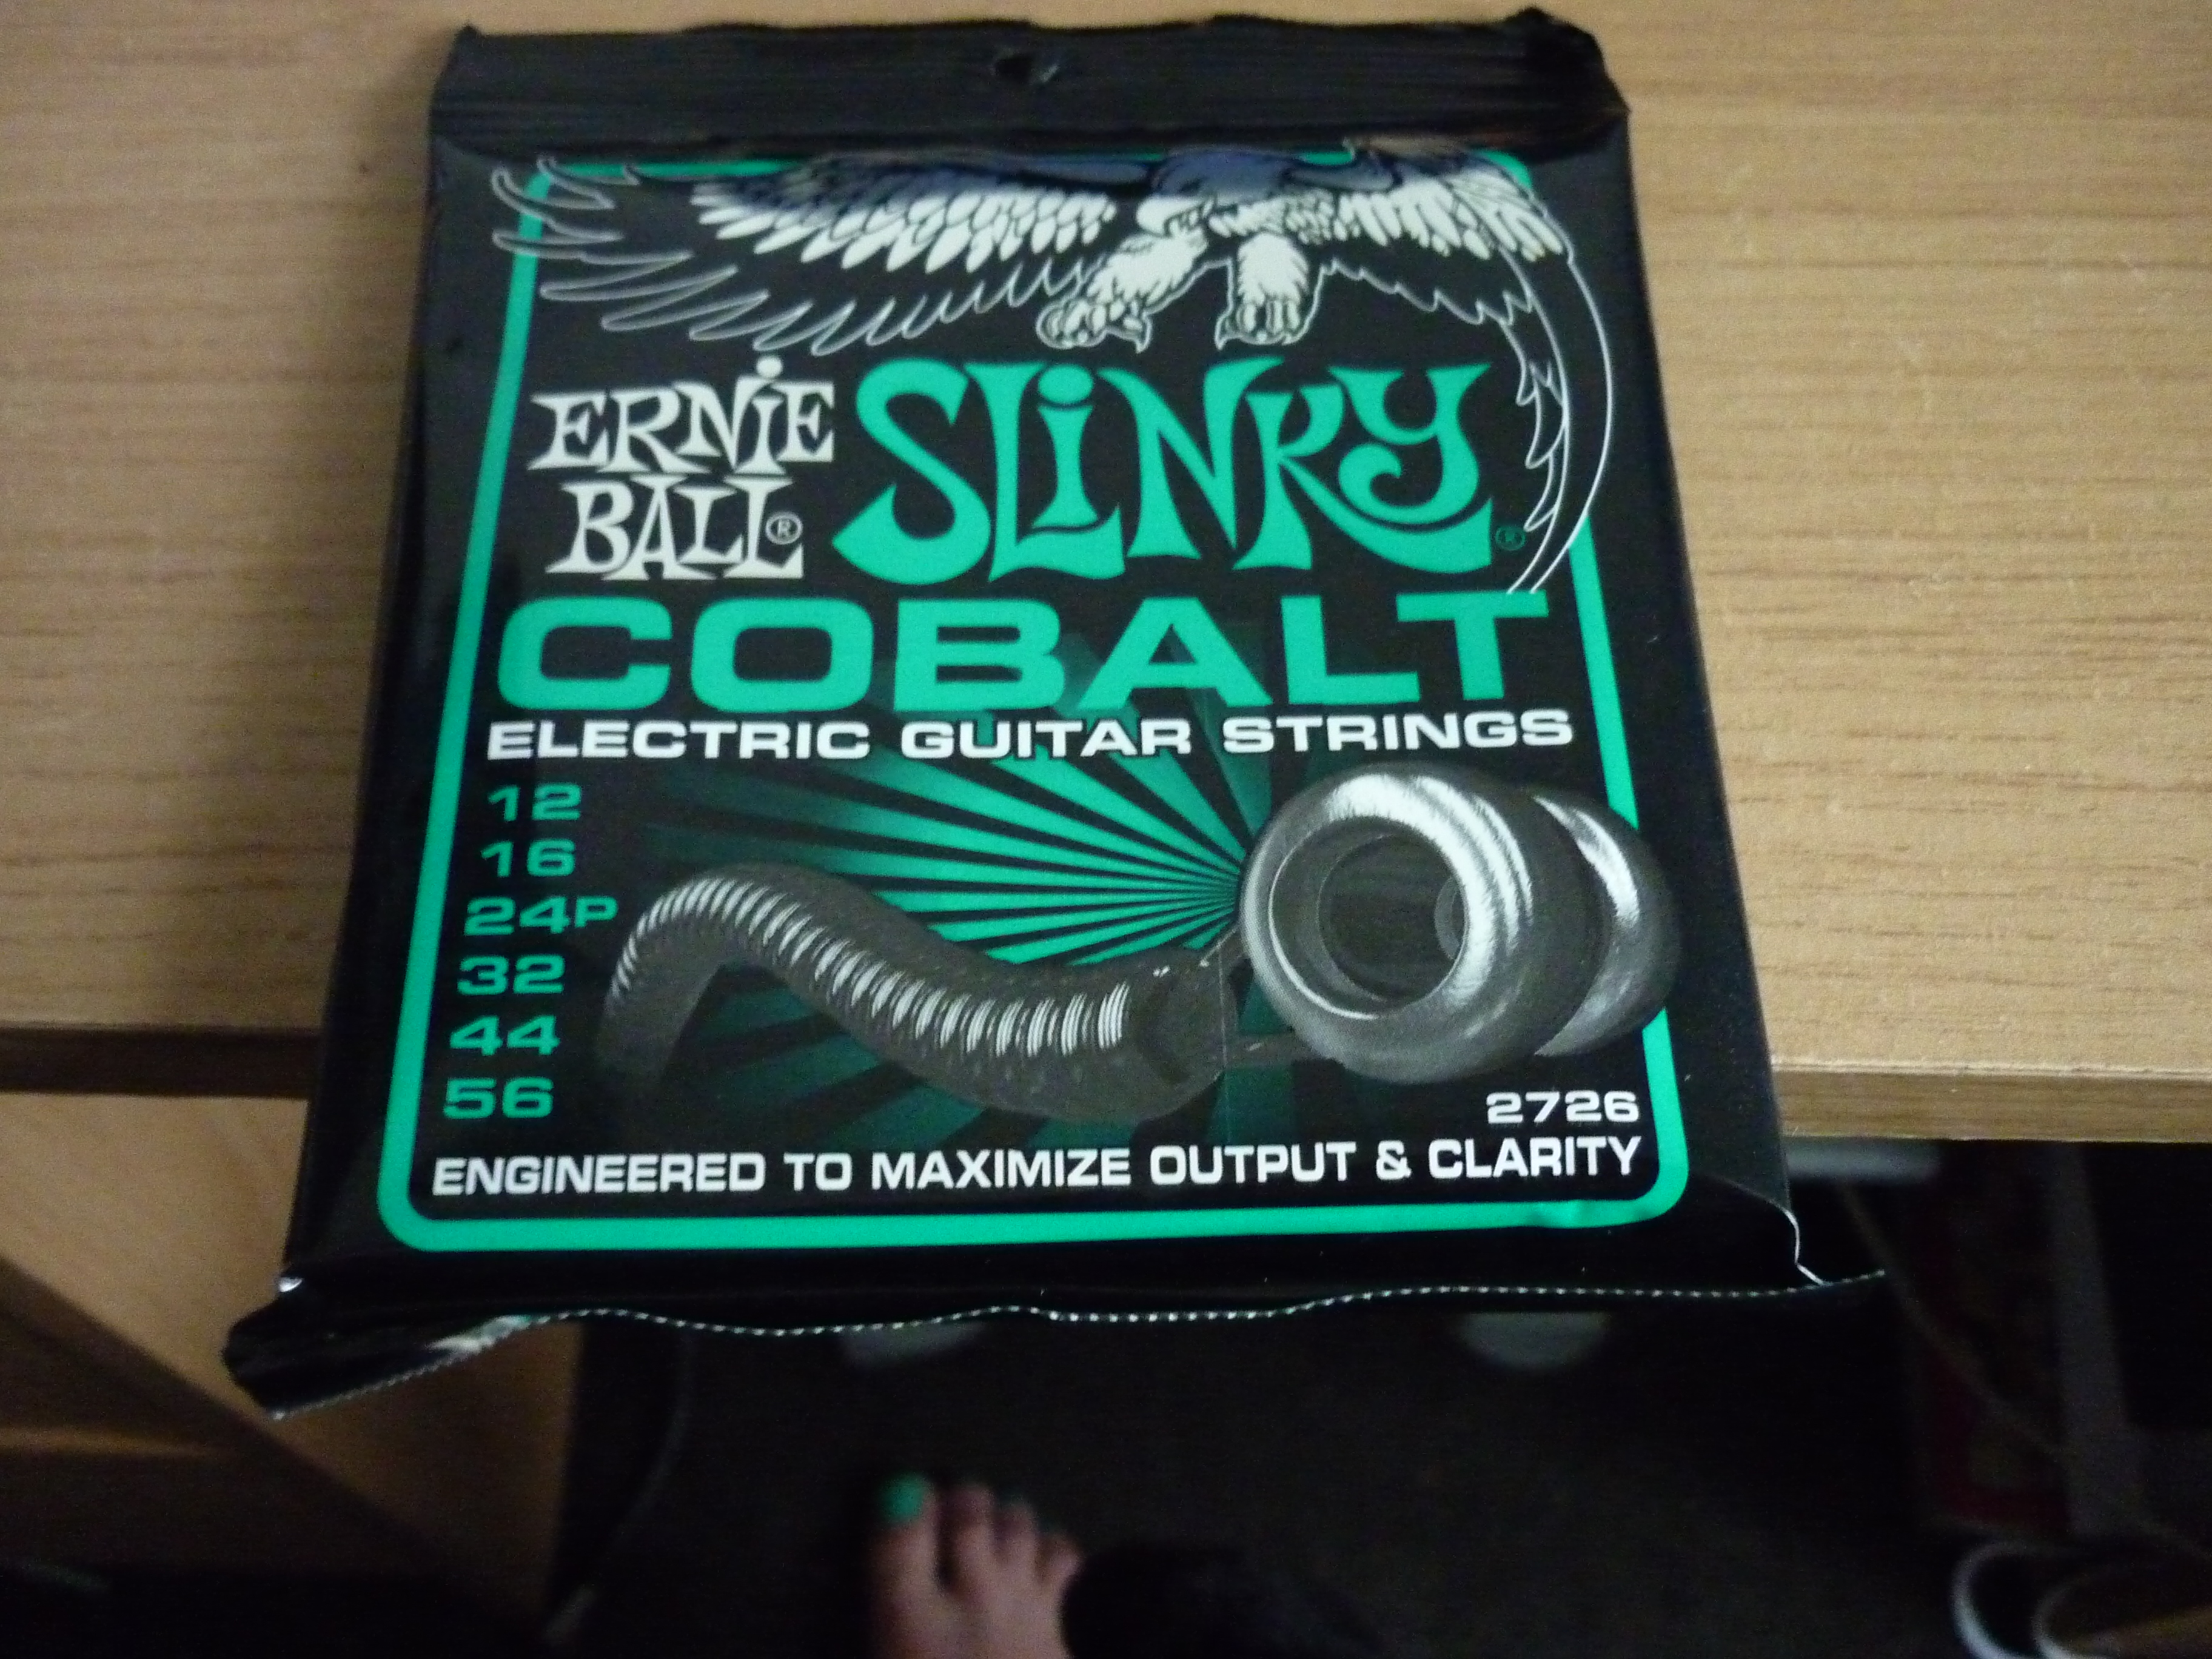 ERNIE BALL® SLINKY®
COBALT
ELECTRIC GUITAR STRINGS
12
16
24P
32
44
56
2726
ENGINEERED TO MAXIMIZE OUTPUT & CLARITY